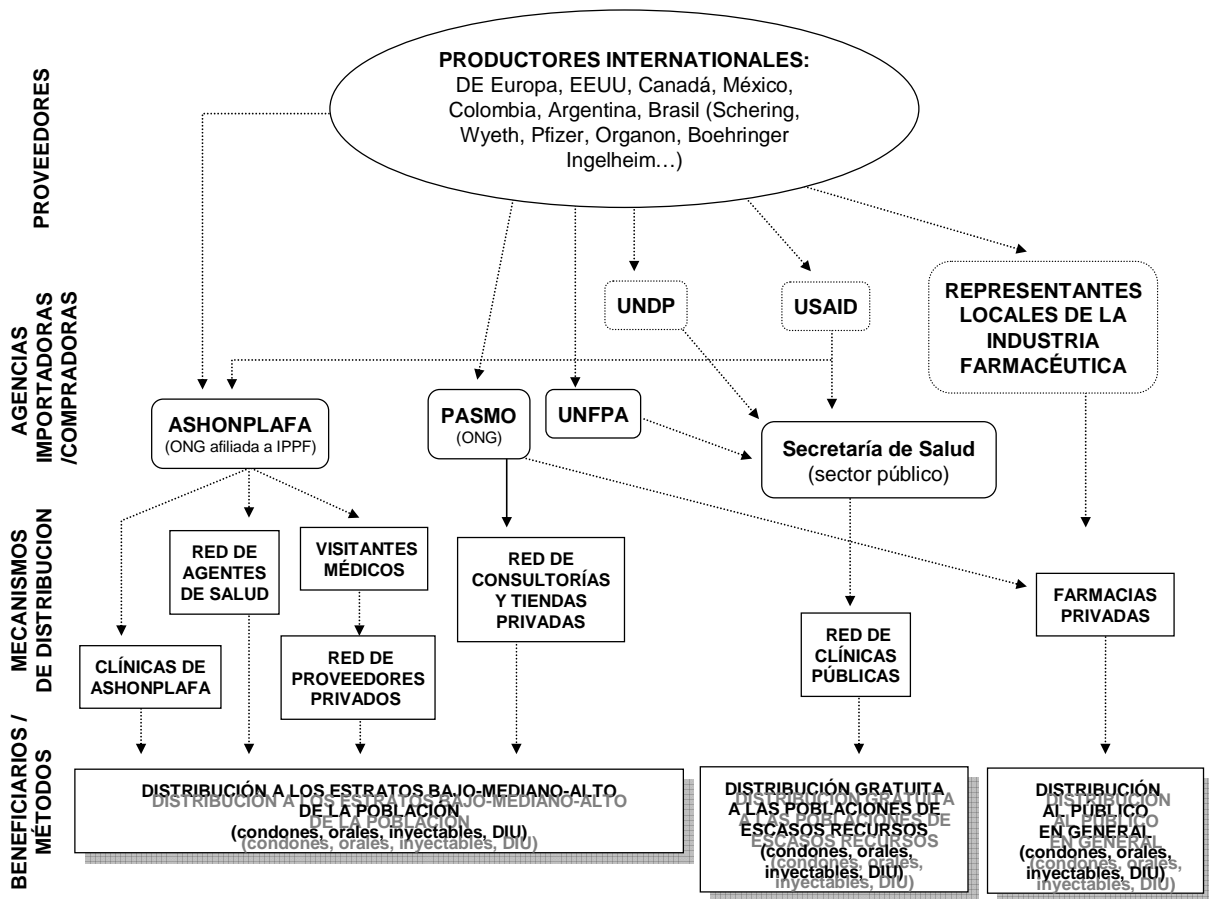 PROVEEDORES
PRODUCTORES INTERNATIONALES:
DE Europa, EEUU, Canadá, México,
Colombia, Argentina, Brasil (Schering,
Wyeth, Pfizer, Organon, Boehringer
Ingelheim…)
AGENCIAS
IMPORTADORAS
/COMPRADORAS
UNDP
USAID
REPRESENTANTES
LOCALES DE LA
INDUSTRIA
FARMACÉUTICA
ASHONPLAFA
(ONG afiliada a IPPF)
PASMO
(ONG)
UNFPA
Secretaría de Salud
(sector público)
MECANISMOS
DE DISTRIBUCION
RED DE
AGENTES
DE SALUD
VISITANTES
MÉDICOS
RED DE
CONSULTORÍAS
Y TIENDAS
PRIVADAS
FARMACIAS
PRIVADAS
CLÍNICAS DE
ASHONPLAFA
RED DE
PROVEEDORES
PRIVADOS
RED DE
CLÍNICAS
PÚBLICAS
BENEFICIARIOS /
MÉTODOS
DISTRIBUCIÓN A LOS ESTRATOS BAJO-MEDIANO-ALTO
DE LA POBLACIÓN
(condones, orales, inyectables, DIU)
DISTRIBUCIÓN GRATUITA
A LAS POBLACIONES DE
ESCASOS RECURSOS
(condones, orales,
inyectables, DIU)
DISTRIBUCIÓN
AL PÚBLICO
EN GENERAL
(condones, orales,
inyectables, DIU)